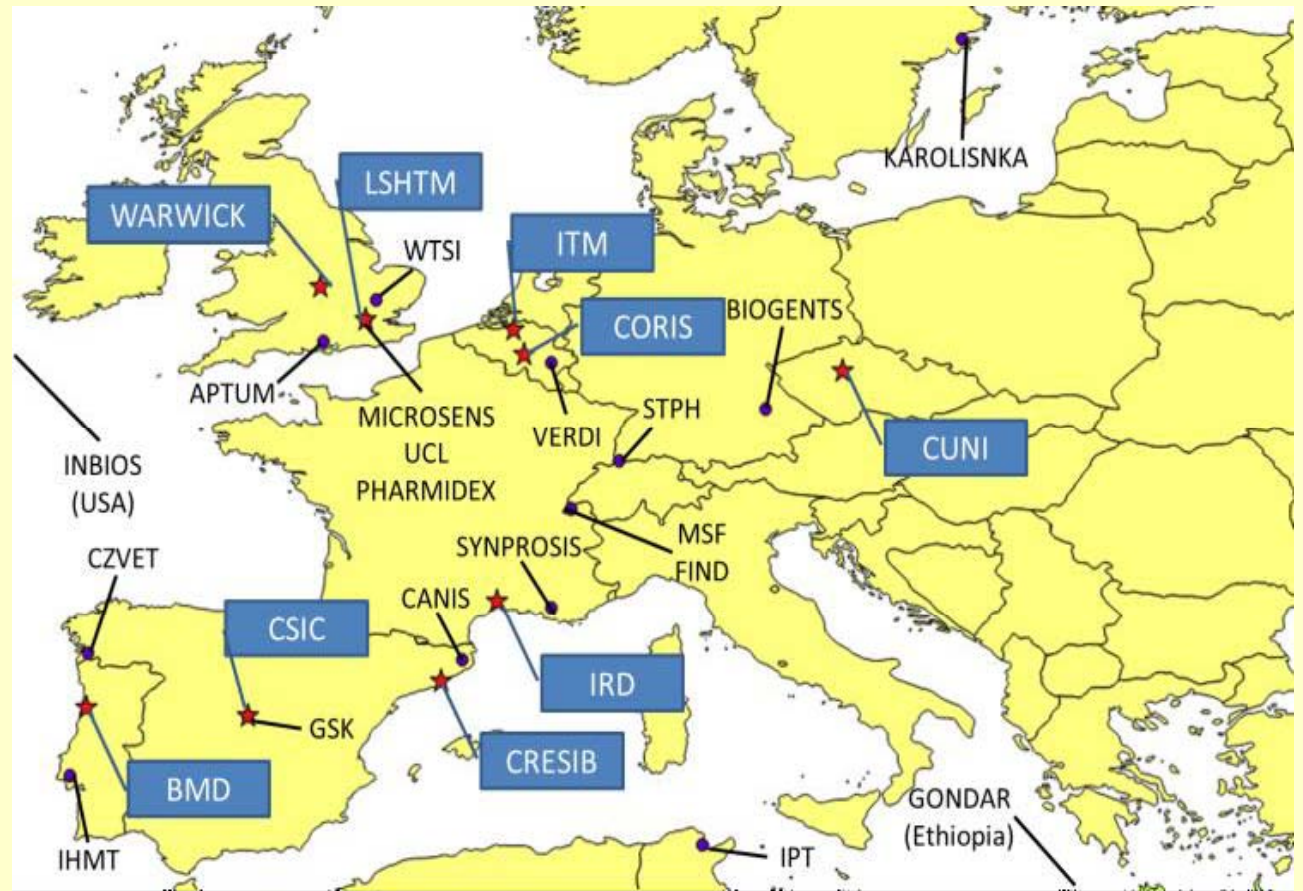 KAROLISNKA
LSHTM
WARWICK
WTSI
ITM
CORIS
BIOGENTS
APTUM
MICROSENS
UCL
PHARMIDEX
VERDI
STPH
CUNI
INBIOS
(USA)
MSF
FIND
SYNPROSIS
CZVET
CANIS
CSIC
IRD
GSK
CRESIB
BMD
GONDAR
(Ethiopia)
IHMT
IPT